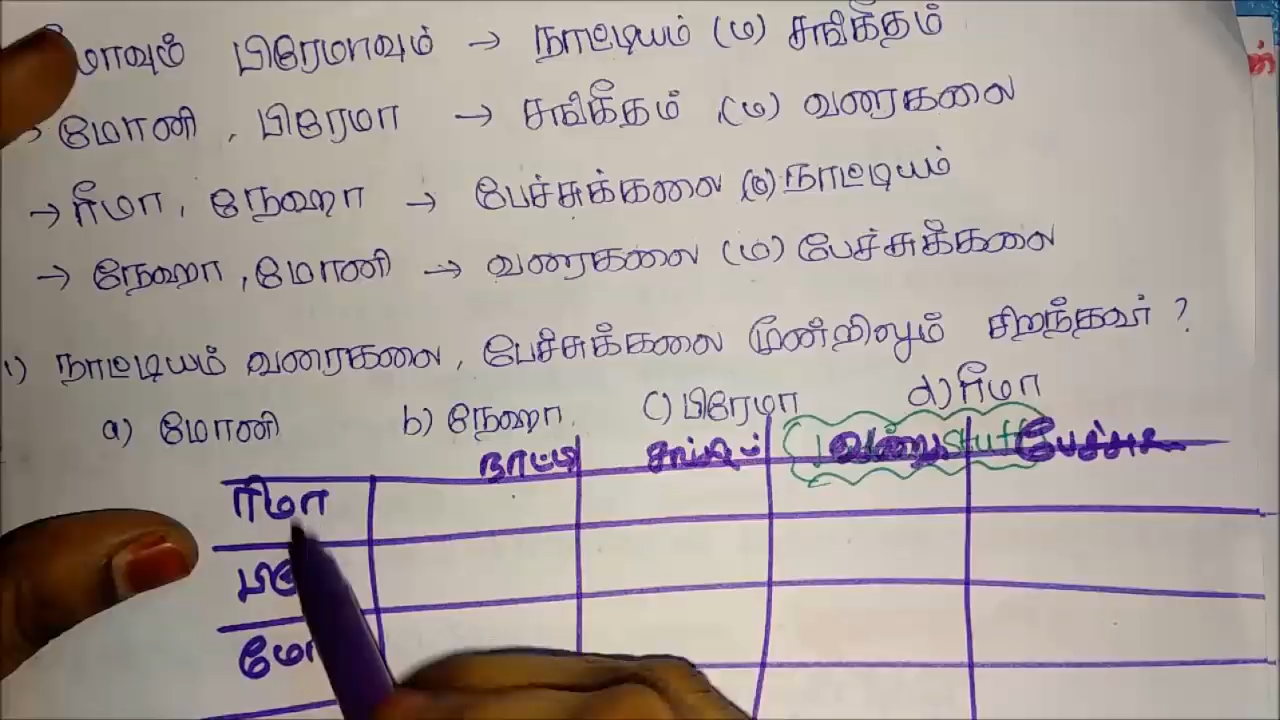 மாவும் பிரேமாவும் → நாட்டியம் (ம) சங்கீதம்
மோனி, பிரேமா → சங்கீதம் (ம) வரைகலை
→ ரீமா, நேஹா → பேச்சுக்கலை (ம) நாட்டியம்
→ நேஹா, மோனி → வரைகலை (ம) பேச்சுக்கலை
1) நாட்டியம் வரைகலை, பேச்சுக்கலை மூன்றிலும் சிறந்தவர் ?
a) மோனி b) நேஹா c) பிரேமா d) ரீமா
நாட்டி
ரீமா
மோ